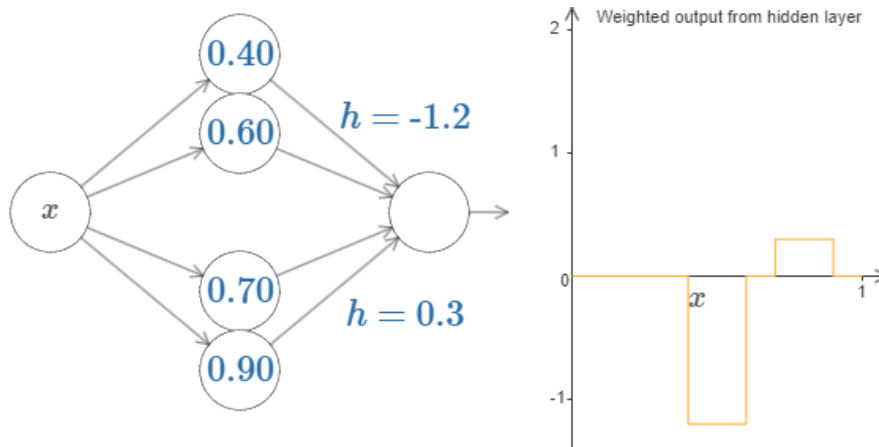 0.40
0.60
h = -1.2
x
0.70
0.90
h = 0.3
Weighted output from hidden layer
2
1
0
x
1
-1